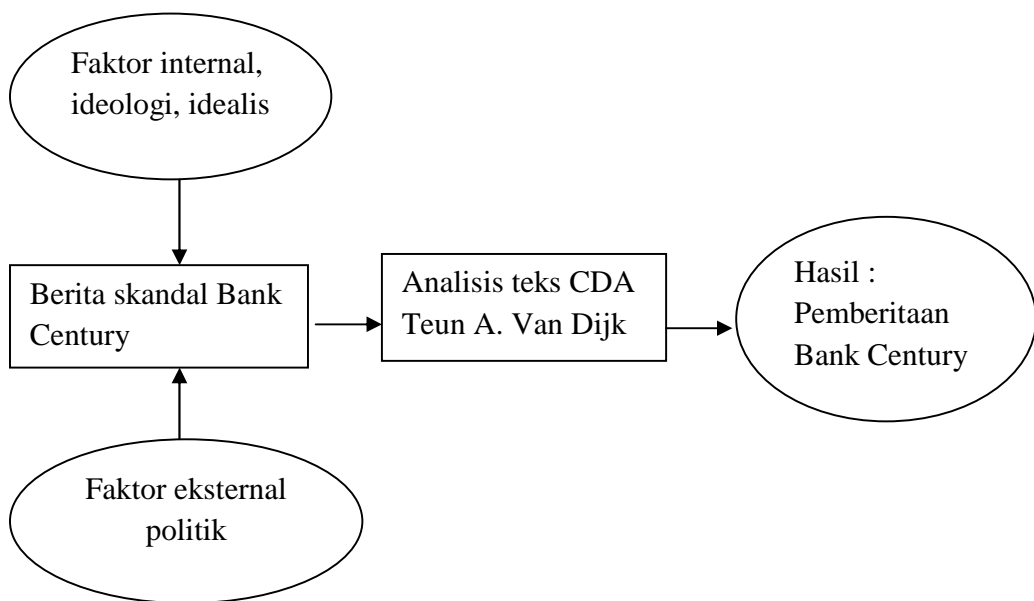 Faktor internal,
ideologi, idealis
Berita skandal Bank
Century
Analisis teks CDA
Teun A. Van Dijk
Hasil :
Pemberitaan
Bank Century
Faktor eksternal
politik